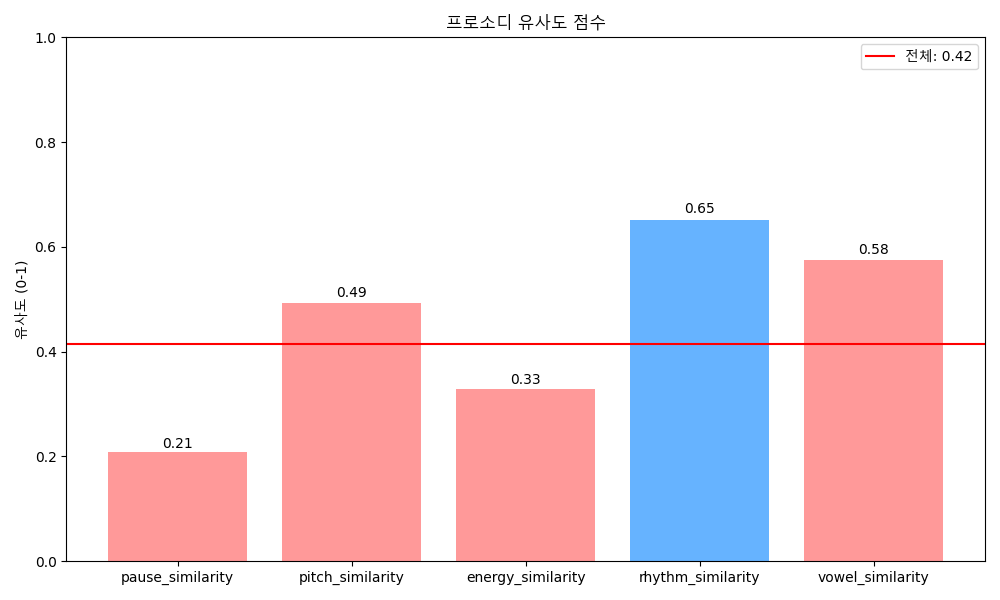 프로소디 유사도 점수
전체: 0.42
유사도 (0-1)
1.0
0.8
0.6
0.4
0.2
0.0
0.21
0.49
0.33
0.65
0.58
pause_similarity
pitch_similarity
energy_similarity
rhythm_similarity
vowel_similarity